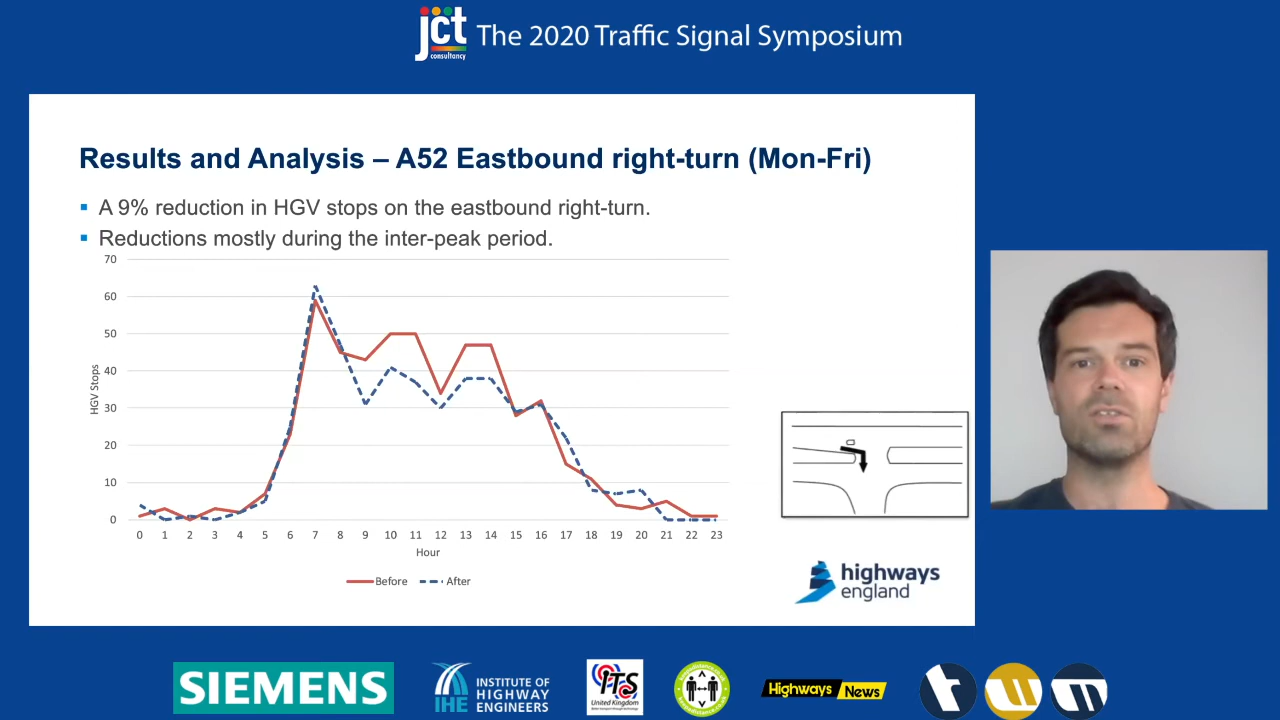 jct
consultancy
The 2020 Traffic Signal Symposium
Results and Analysis – A52 Eastbound right-turn (Mon-Fri)
A 9% reduction in HGV stops on the eastbound right-turn.
Reductions mostly during the inter-peak period.
70
60
50
40
30
20
10
0
HGV Stops
0 1 2 3 4 5 6 7 8 9 10 11 12 13 14 15 16 17 18 19 20 21 22 23
Hour
Before After
highways
england
SIEMENS
IHE
INSTITUTE OF
HIGHWAY
ENGINEERS
ITS
United Kingdom
Highways News